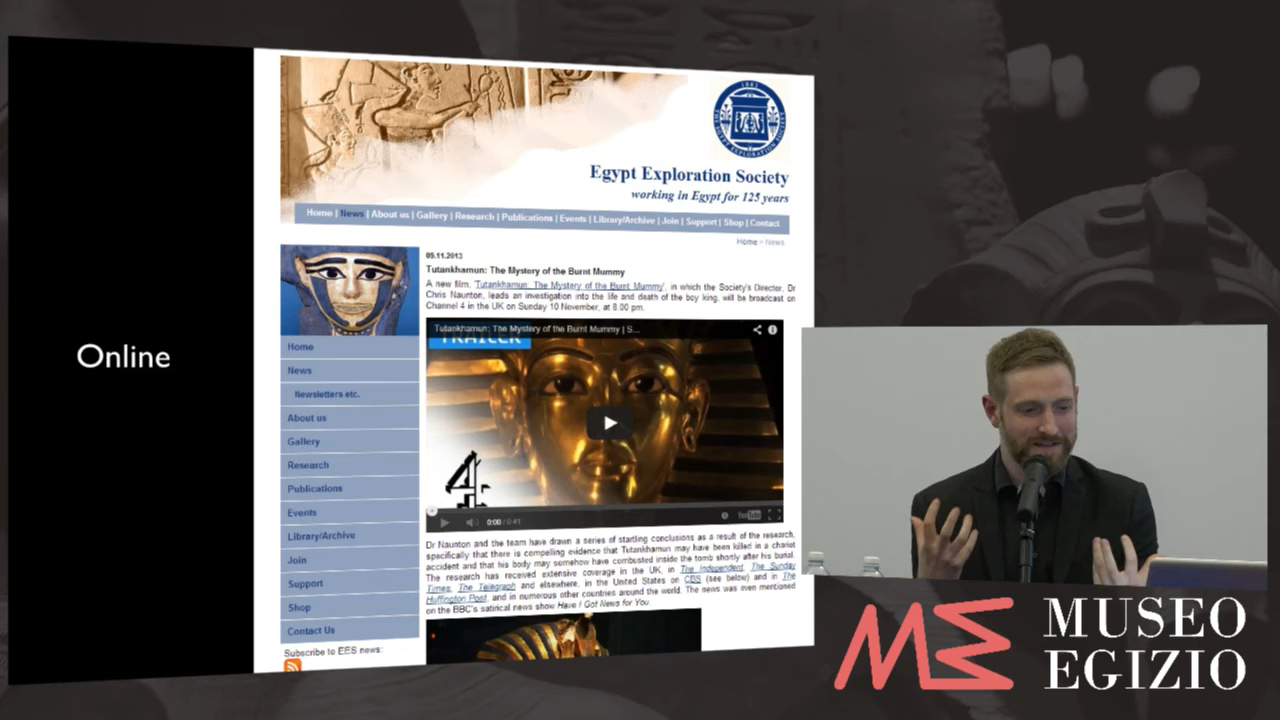 Online
1882
THE EGYPT EXPLORATION SOCIETY
Egypt Exploration Society
working in Egypt for 125 years
Home | News | About us | Gallery | Research | Publications | Events | Library/Archive | Join | Support | Shop | Contact
Home > News
09.11.2013
Tutankhamun: The Mystery of the Burnt Mummy
A new film, 'Tutankhamun: The Mystery of the Burnt Mummy', in which the Society's Director, Dr
Chris Naunton, leads an investigation into the life and death of the boy king, will be broadcast on
Channel 4 in the UK on Sunday 10 November, at 8.00 pm.
Tutankhamun: The Mystery of the Burnt Mummy | S...
TRAILER
4
0:00 / 0:41
YouTube
Home
News
Newsletters etc.
About us
Gallery
Research
Publications
Events
Library/Archive
Join
Support
Shop
Contact Us
Subscribe to EES news:
Dr Naunton and the team have drawn a series of startling conclusions as a result of the research,
specifically that there is compelling evidence that Tutankhamun may have been killed in a chariot
accident and that his body may somehow have combusted inside the tomb shortly after his burial.
The research has received extensive coverage in the UK, in The Independent, The Sunday
Times, The Telegraph and elsewhere, in the United States on CBS (see below) and in The
Huffington Post, and in numerous other countries around the world. The news was even mentioned
on the BBC's satirical news show Have I Got News for You.
ME
MUSEO
EGIZIO